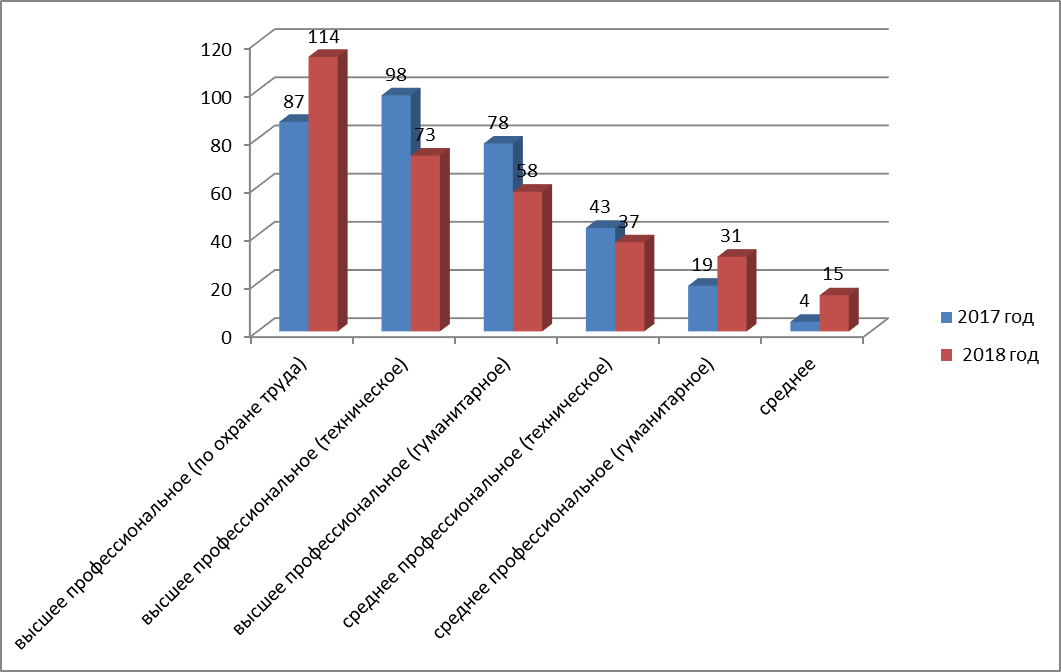 120
100
80
60
40
20
0
87
114
98
73
78
58
43
37
19
31
4
15
высшее профессиональное (по охране труда)
высшее профессиональное (техническое)
высшее профессиональное (гуманитарное)
среднее профессиональное (техническое)
среднее профессиональное (гуманитарное)
среднее
2017 год
2018 год